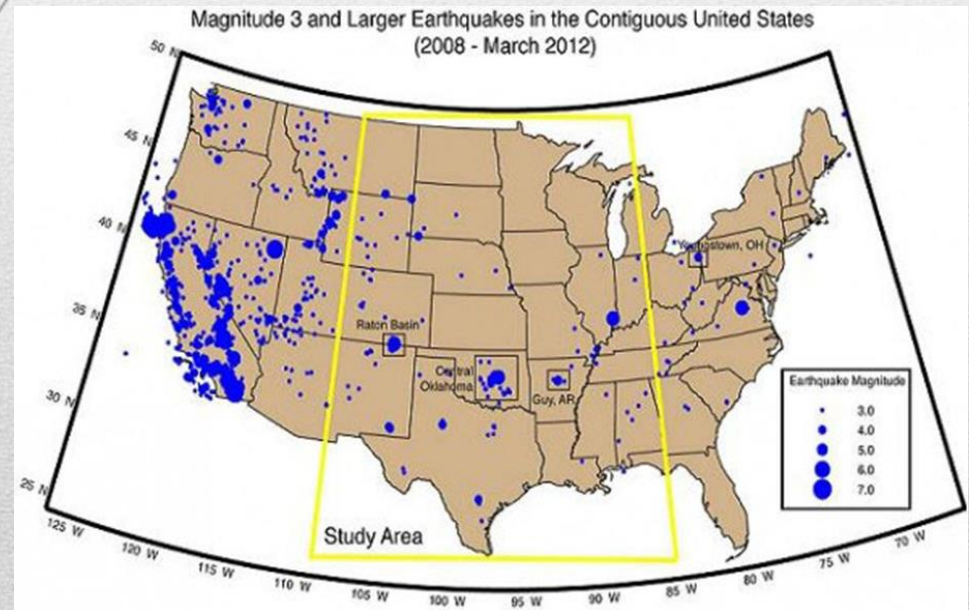 Magnitude 3 and Larger Earthquakes in the Contiguous United States
(2008 - March 2012)
50 N
45 N
40 N
35 N
30 N
25 N
Youngstown, OH
Raton Basin
Central
Oklahoma
Guy, AR
Study Area
Earthquake Magnitude
3.0
4.0
5.0
6.0
7.0
125 W
120 W
115 W
110 W
105 W
100 W
95 W
90 W
85 W
80 W
75 W
70 W